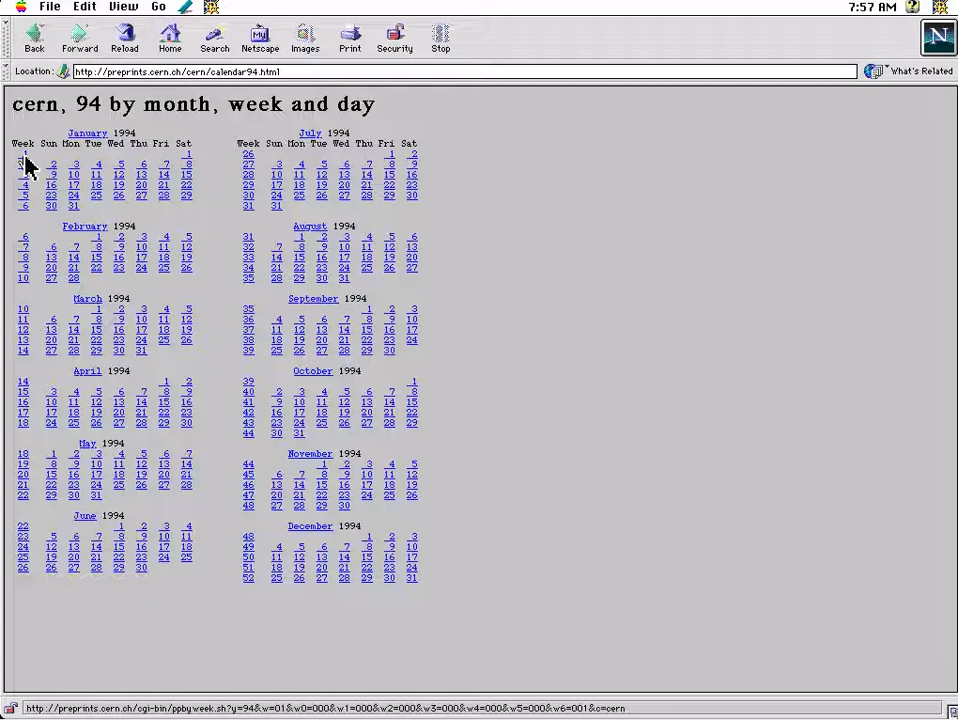 File Edit View Go 7:57 AM
Back Forward Reload Home Search Netscape Images Print Security Stop
My
N
Location: http://preprints.cern.ch/cern/calendar94.html What's Related
cern, 94 by month, week and day
January 1994
Week Sun Mon Tue Wed Thu Fri Sat
1 1
2 3 4 5 6 7 8
9 10 11 12 13 14 15
4 16 17 18 19 20 21 22
5 23 24 25 26 27 28 29
6 30 31
February 1994
6 1 2 3 4 5
7 6 7 8 9 10 11 12
8 13 14 15 16 17 18 19
9 20 21 22 23 24 25 26
10 27 28
March 1994
10 1 2 3 4 5
11 6 7 8 9 10 11 12
12 13 14 15 16 17 18 19
13 20 21 22 23 24 25 26
14 27 28 29 30 31
April 1994
14 1 2
15 3 4 5 6 7 8 9
16 10 11 12 13 14 15 16
17 17 18 19 20 21 22 23
18 24 25 26 27 28 29 30
May 1994
18 1 2 3 4 5 6 7
19 8 9 10 11 12 13 14
20 15 16 17 18 19 20 21
21 22 23 24 25 26 27 28
22 29 30 31
June 1994
22 1 2 3 4
23 5 6 7 8 9 10 11
24 12 13 14 15 16 17 18
25 19 20 21 22 23 24 25
26 26 27 28 29 30
July 1994
Week Sun Mon Tue Wed Thu Fri Sat
26 1 2
27 3 4 5 6 7 8 9
28 10 11 12 13 14 15 16
29 17 18 19 20 21 22 23
30 24 25 26 27 28 29 30
31 31
August 1994
31 1 2 3 4 5 6
32 7 8 9 10 11 12 13
33 14 15 16 17 18 19 20
34 21 22 23 24 25 26 27
35 28 29 30 31
September 1994
35 1 2 3
36 4 5 6 7 8 9 10
37 11 12 13 14 15 16 17
38 18 19 20 21 22 23 24
39 25 26 27 28 29 30
October 1994
39 1
40 2 3 4 5 6 7 8
41 9 10 11 12 13 14 15
42 16 17 18 19 20 21 22
43 23 24 25 26 27 28 29
44 30 31
November 1994
44 1 2 3 4 5
45 6 7 8 9 10 11 12
46 13 14 15 16 17 18 19
47 20 21 22 23 24 25 26
48 27 28 29 30
December 1994
48 1 2 3
49 4 5 6 7 8 9 10
50 11 12 13 14 15 16 17
51 18 19 20 21 22 23 24
52 25 26 27 28 29 30 31
http://preprints.cern.ch/cgi-bin/ppbyweek.sh?y=94&w=01&w0=000&w1=000&w2=000&w3=000&w4=000&w5=000&w6=001&c=cern